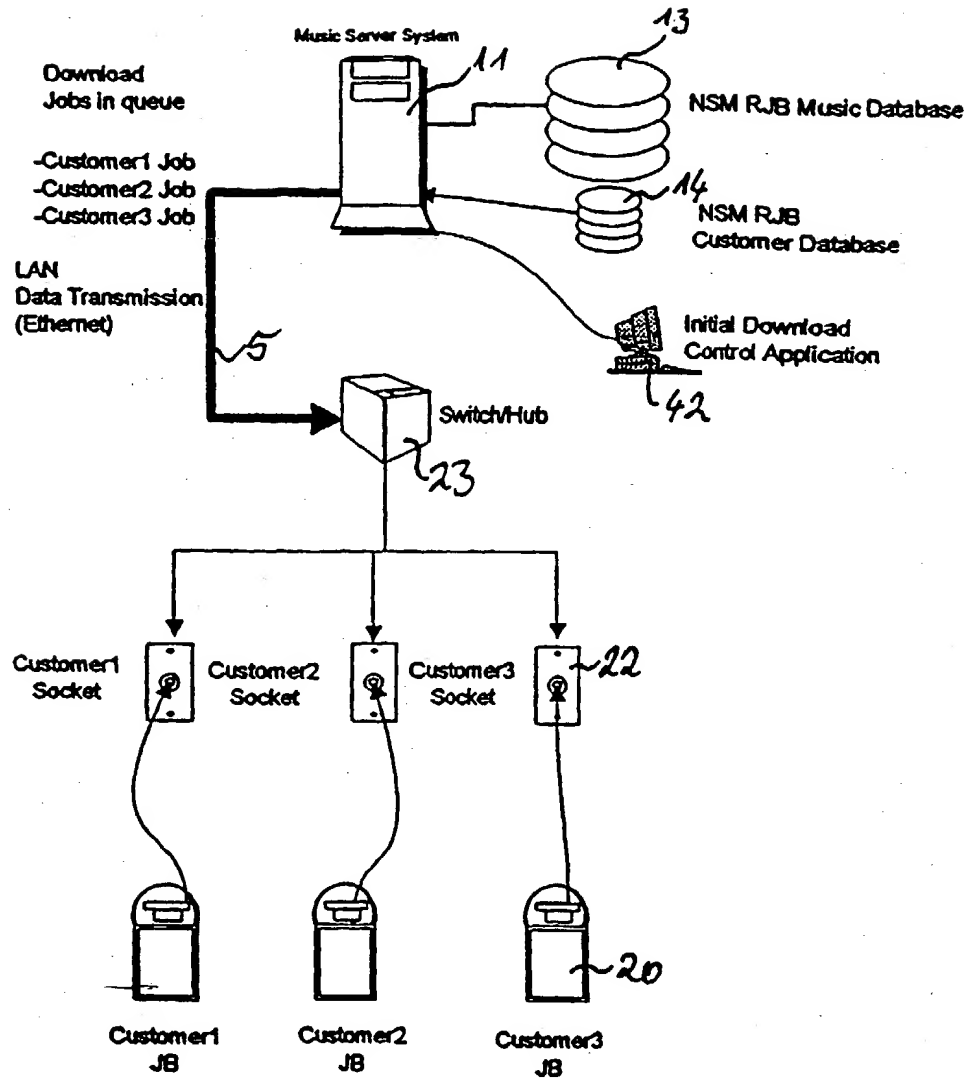 Music Server System
11
13
Download
Jobs in queue
NSM RJB Music Database
-Customer1 Job
-Customer2 Job
-Customer3 Job
14
NSM RJB
Customer Database
LAN
Data Transmission
(Ethernet)
5
Initial Download
Control Application
42
Switch/Hub
23
Customer1
Socket
Customer2
Socket
Customer3
Socket
22
20
Customer1
JB
Customer2
JB
Customer3
JB